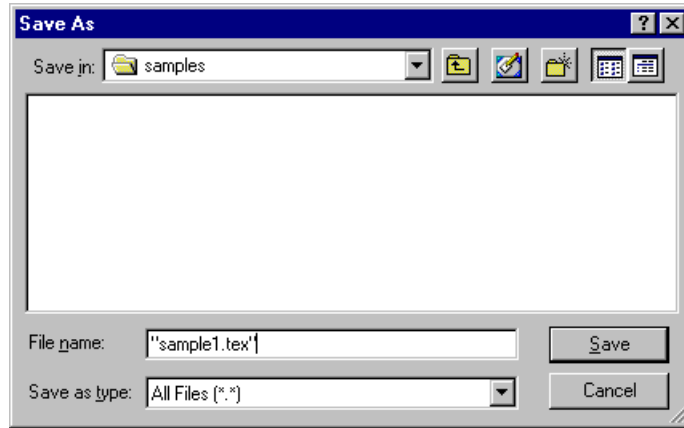 Save As
Save in: samples
File name: "sample1.tex"
Save
Save as type: All Files (*.*)
Cancel